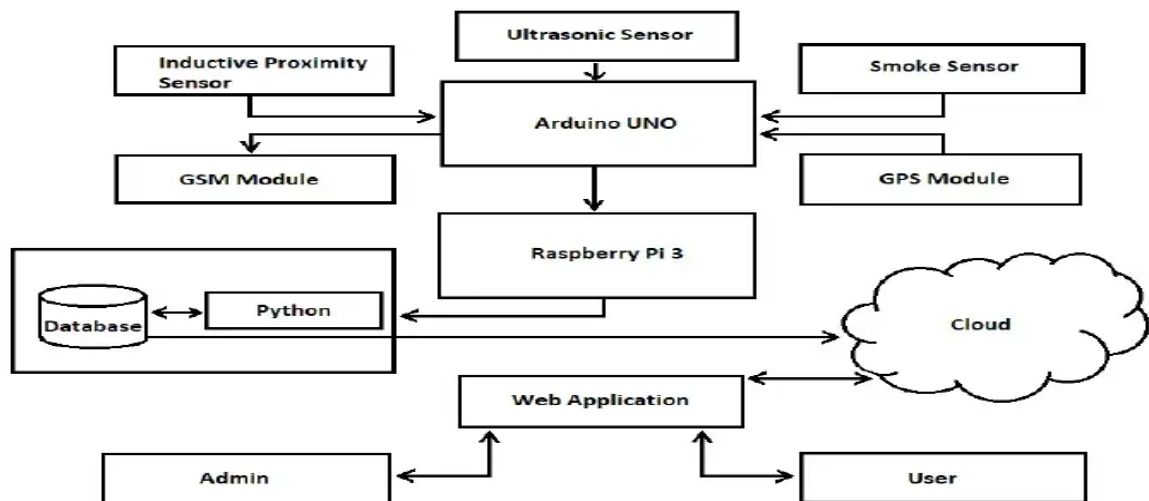 Ultrasonic Sensor
Inductive Proximity
Sensor
Smoke Sensor
Arduino UNO
GSM Module
GPS Module
Raspberry Pi 3
Python
Database
Cloud
Web Application
Admin
User